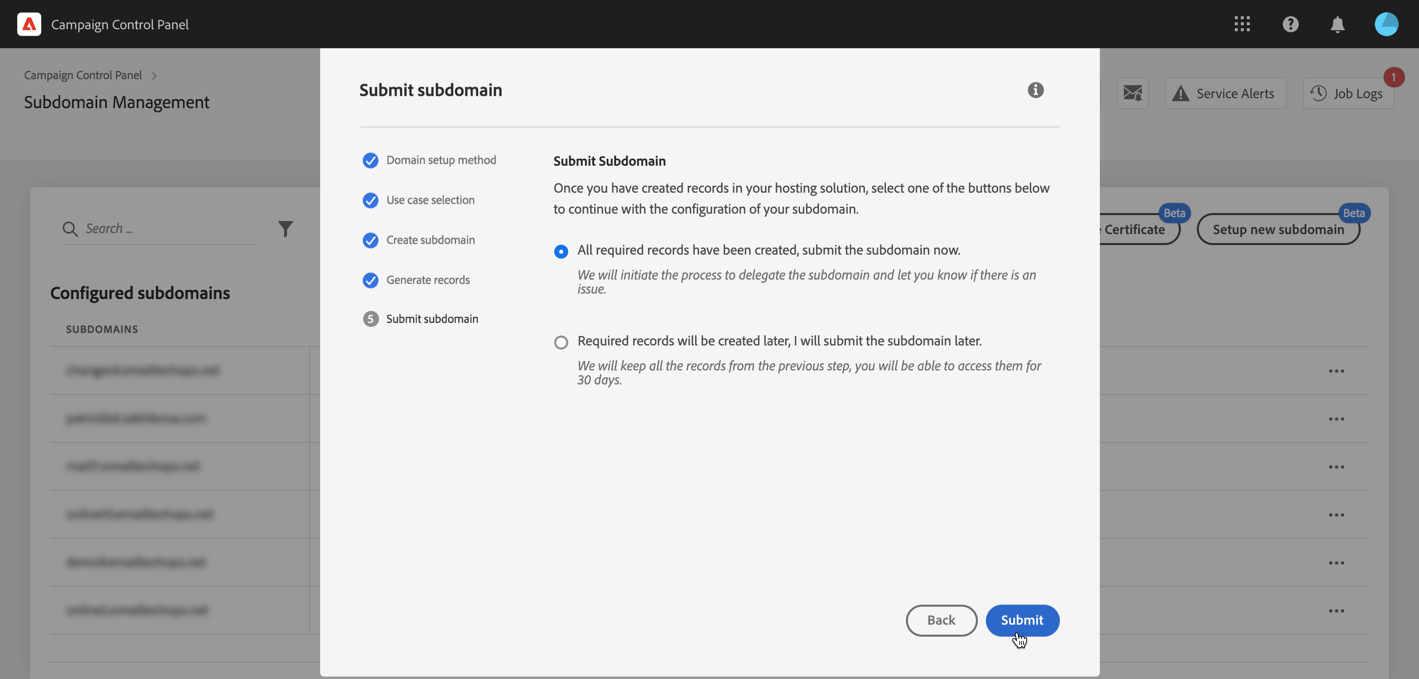 Campaign Control Panel
Campaign Control Panel
Subdomain Management
Service Alerts
Job Logs
1
Search ...
Beta
Certificate
Beta
Setup new subdomain
Configured subdomains
SUBDOMAINS
Submit subdomain
Domain setup method
Use case selection
Create subdomain
Generate records
5
Submit subdomain
Submit Subdomain
Once you have created records in your hosting solution, select one of the buttons below
to continue with the configuration of your subdomain.
All required records have been created, submit the subdomain now.
We will initiate the process to delegate the subdomain and let you know if there is an
issue.
Required records will be created later, I will submit the subdomain later.
We will keep all the records from the previous step, you will be able to access them for
30 days.
Back
Submit